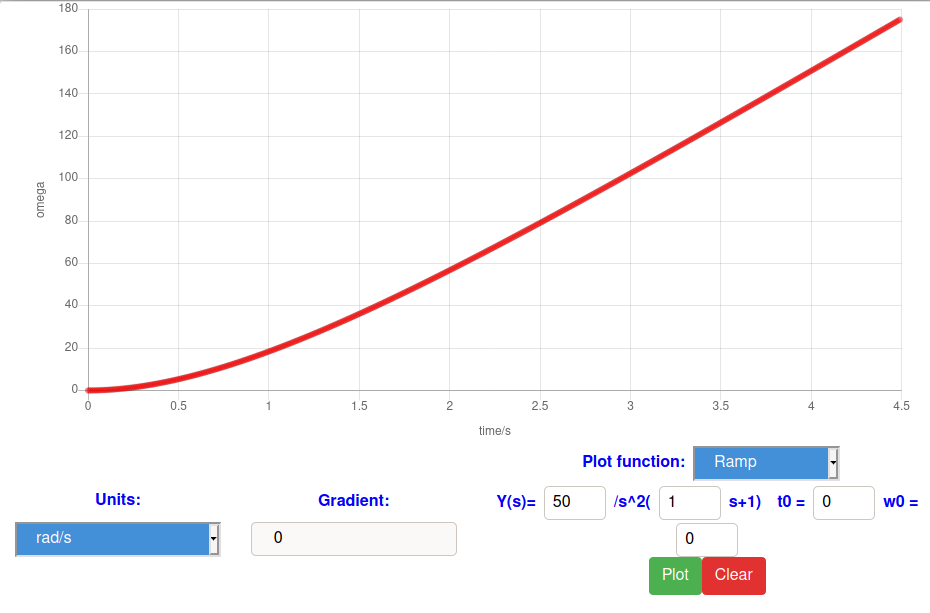 180
160
140
120
100
80
60
40
20
0
omega
0 0.5 1 1.5 2 2.5 3 3.5 4 4.5
time/s
Plot function: Ramp
Units: Gradient: Y(s)= 50 /s^2( 1 s+1) t0 = 0 w0 =
rad/s 0 0
Plot Clear